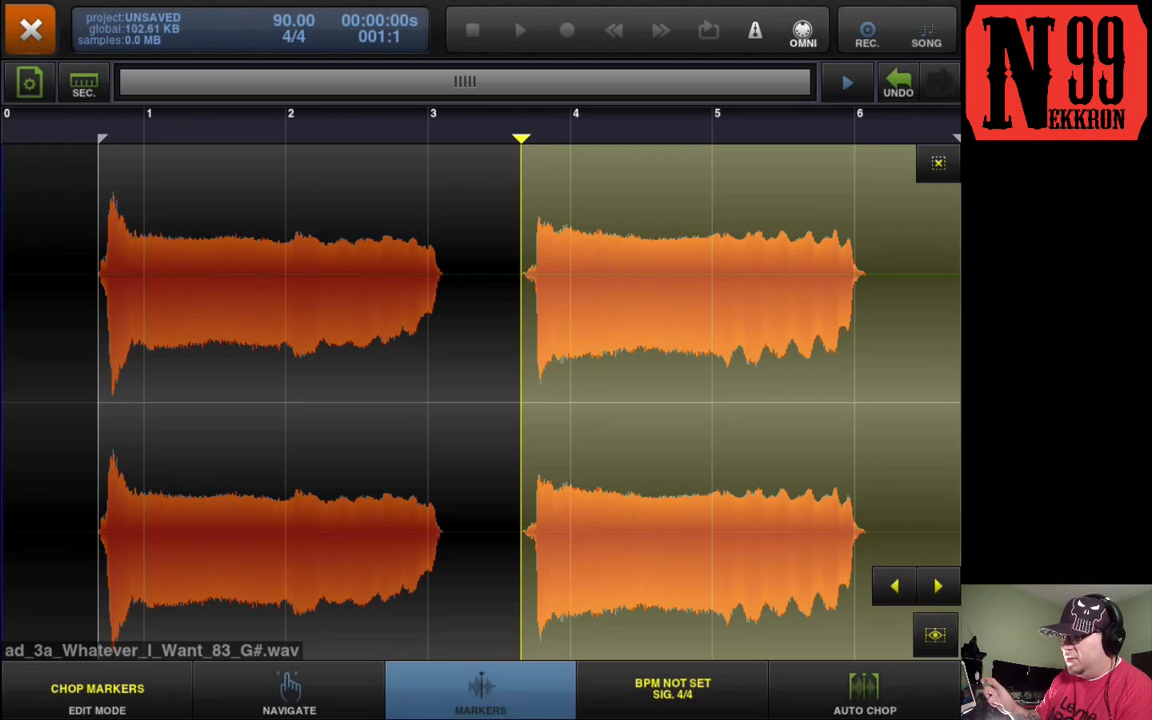 project:UNSAVED
global:102.61 KB
samples:0.0 MB
90.00
4/4
00:00:00s
001:1
OMNI
REC.
SONG
N99
NEKKRON
SEC.
UNDO
0 1 2 3 4 5 6
ad_3a_Whatever_I_Want_83_G#.wav
CHOP MARKERS
EDIT MODE
NAVIGATE
MARKERS
BPM NOT SET
SIG. 4/4
AUTO CHOP